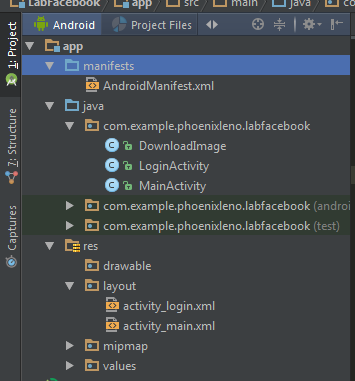 LabFacebook app src main java
Android Project Files
1: Project
7: Structure
Captures
app
manifests
AndroidManifest.xml
java
com.example.phoenixleno.labfacebook
DownloadImage
LoginActivity
MainActivity
com.example.phoenixleno.labfacebook (androi
com.example.phoenixleno.labfacebook (test)
res
drawable
layout
activity_login.xml
activity_main.xml
mipmap
values